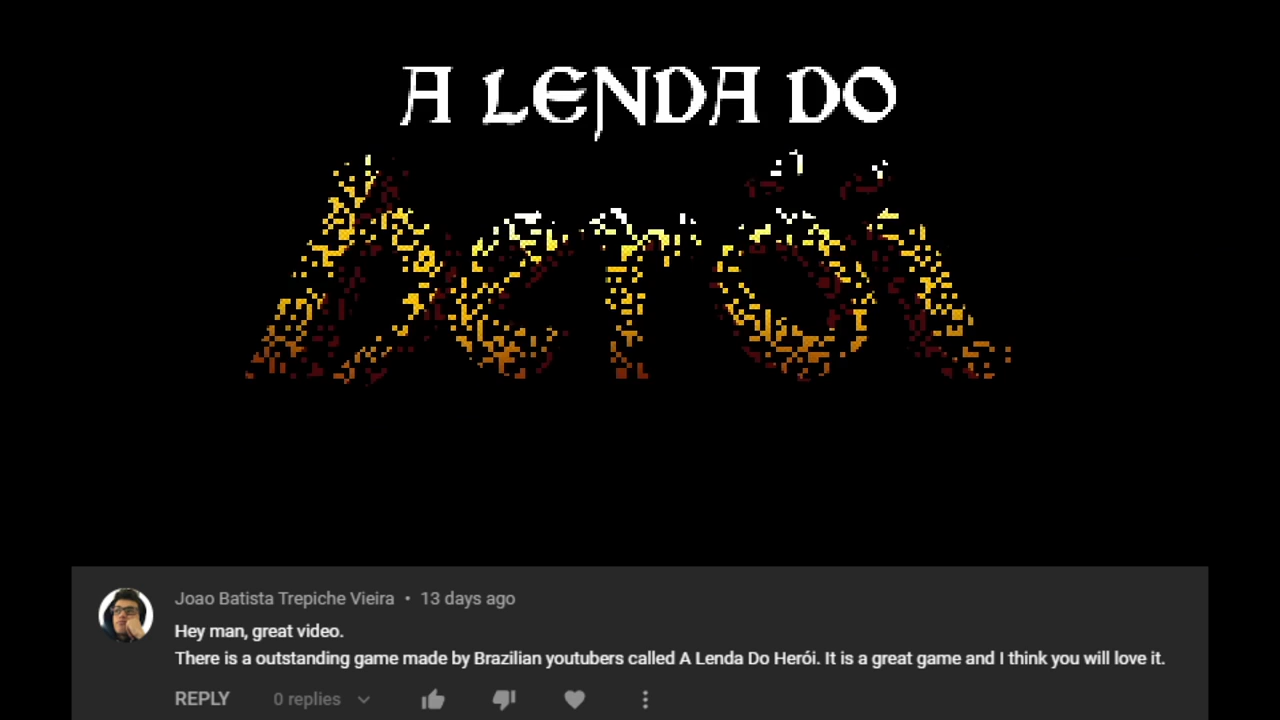 A LENDA DO
herói
Joao Batista Trepiche Vieira • 13 days ago
Hey man, great video.
There is a outstanding game made by Brazilian youtubers called A Lenda Do Herói. It is a great game and I think you will love it.
REPLY 0 replies